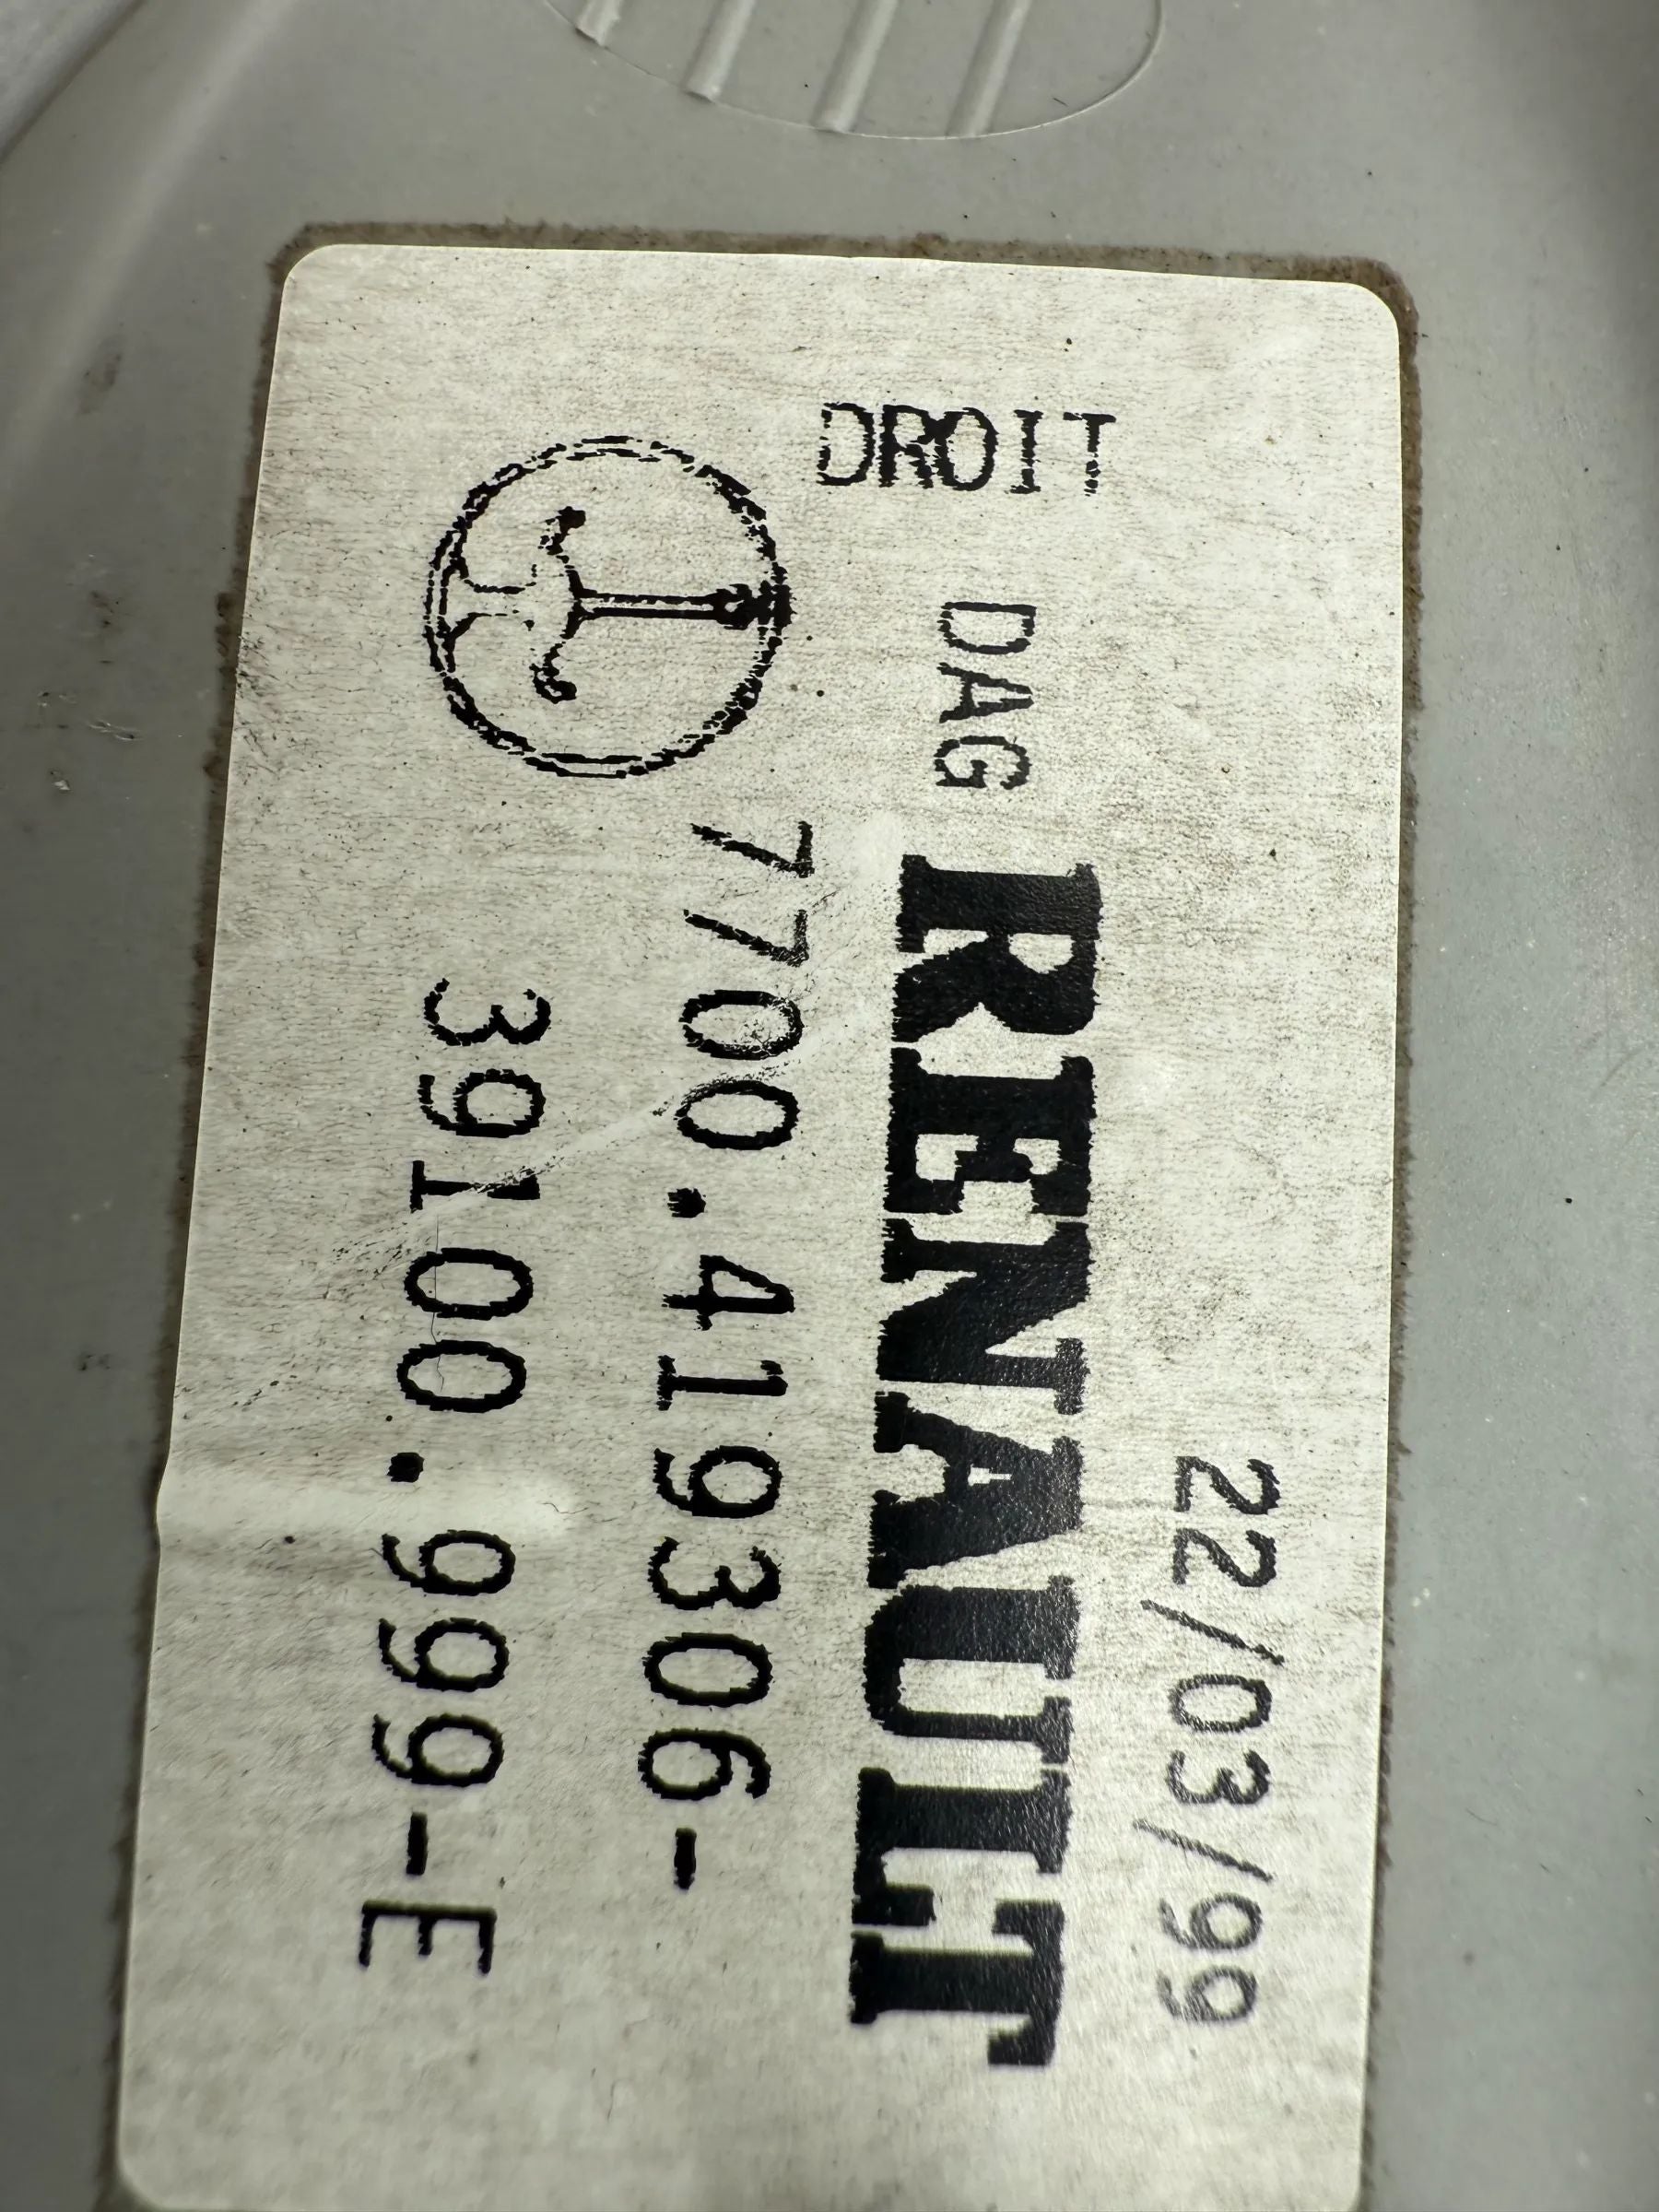 DROIT
22/03/99
DAG RENAULT
7700.419306-
39100.999-E